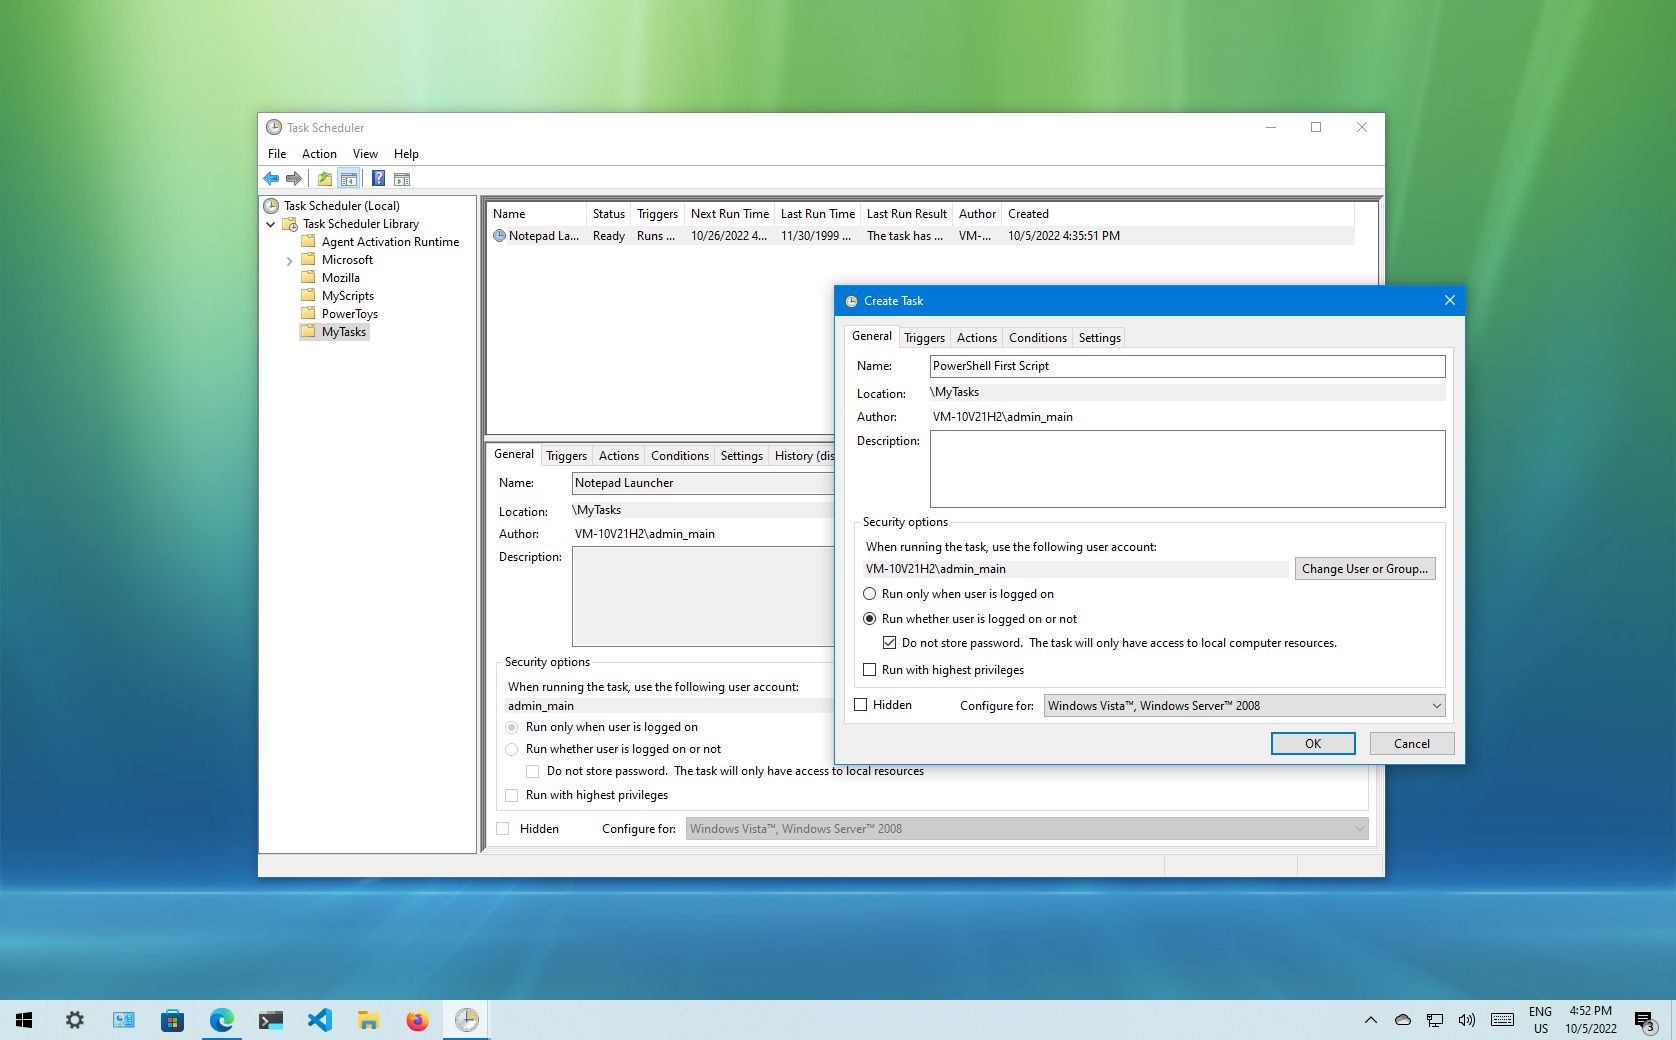 Task Scheduler
File Action View Help
Task Scheduler (Local)
Task Scheduler Library
Agent Activation Runtime
Microsoft
Mozilla
MyScripts
PowerToys
MyTasks
Name Status Triggers Next Run Time Last Run Time Last Run Result Author Created
Notepad La... Ready Runs ... 10/26/2022 4... 11/30/1999 ... The task has ... VM-... 10/5/2022 4:35:51 PM
General Triggers Actions Conditions Settings History (dis
Name: Notepad Launcher
Location: \MyTasks
Author: VM-10V21H2\admin_main
Description:
Security options
When running the task, use the following user account:
admin_main
Run only when user is logged on
Run whether user is logged on or not
Do not store password. The task will only have access to local resources
Run with highest privileges
Hidden Configure for: Windows Vista™, Windows Server™ 2008
Create Task
General Triggers Actions Conditions Settings
Name: PowerShell First Script
Location: \MyTasks
Author: VM-10V21H2\admin_main
Description:
Security options
When running the task, use the following user account:
VM-10V21H2\admin_main Change User or Group...
Run only when user is logged on
Run whether user is logged on or not
Do not store password. The task will only have access to local computer resources.
Run with highest privileges
Hidden Configure for: Windows Vista™, Windows Server™ 2008
OK Cancel
ENG 4:52 PM
US 10/5/2022
3